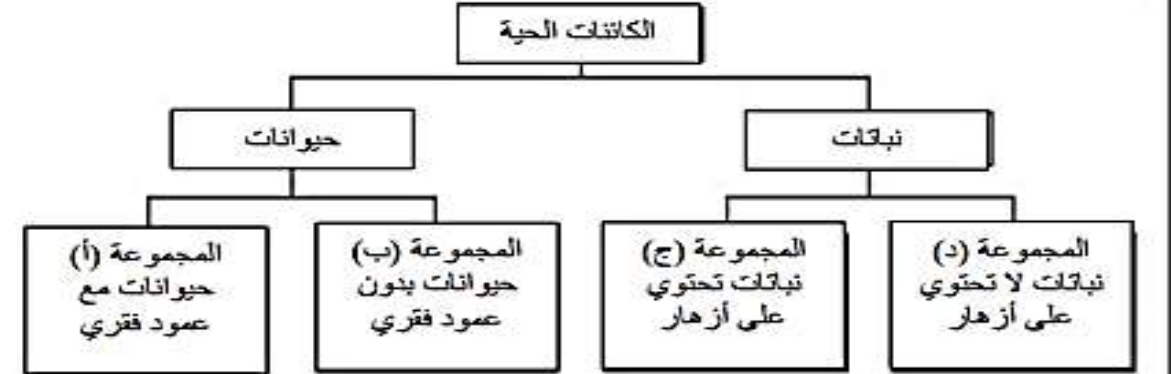 الكائنات الحية
نباتات
حيوانات
المجموعة (د)
نباتات لا تحتوي
على أزهار
المجموعة (ج)
نباتات تحتوي
على أزهار
المجموعة (ب)
حيوانات بدون
عمود فقري
المجموعة (أ)
حيوانات مع
عمود فقري